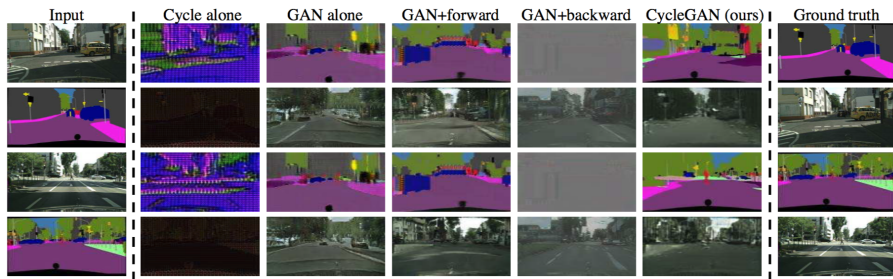 Input
Cycle alone
GAN alone
GAN+forward
GAN+backward
CycleGAN (ours)
Ground truth